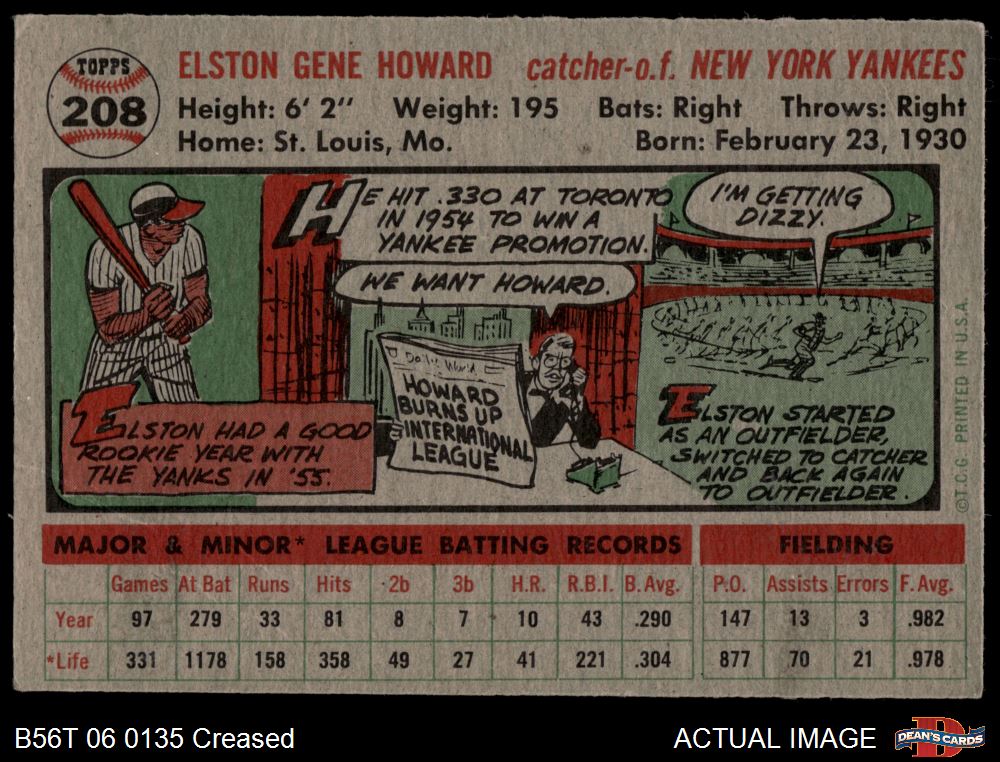 TOPPS
208
ELSTON GENE HOWARD catcher-o.f. NEW YORK YANKEES
Height: 6' 2" Weight: 195 Bats: Right Throws: Right
Home: St. Louis, Mo. Born: February 23, 1930
HE HIT .330 AT TORONTO
IN 1954 TO WIN A
YANKEE PROMOTION.
I'M GETTING
DIZZY.
WE WANT HOWARD.
Daily World
HOWARD
BURNS UP
INTERNATIONAL
LEAGUE
ELSTON HAD A GOOD
ROOKIE YEAR WITH
THE YANKS IN '55.
ELSTON STARTED
AS AN OUTFIELDER,
SWITCHED TO CATCHER
AND BACK AGAIN
TO OUTFIELDER.
©T.C.G. PRINTED IN U.S.A.
MAJOR & MINOR* LEAGUE BATTING RECORDS FIELDING
Games At Bat Runs Hits 2b 3b H.R. R.B.I. B. Avg. P.O. Assists Errors F. Avg.
Year 97 279 33 81 8 7 10 43 .290 147 13 3 .982
*Life 331 1178 158 358 49 27 41 221 .304 877 70 21 .978
B56T 06 0135 Creased ACTUAL IMAGE
D
DEAN'S CARDS